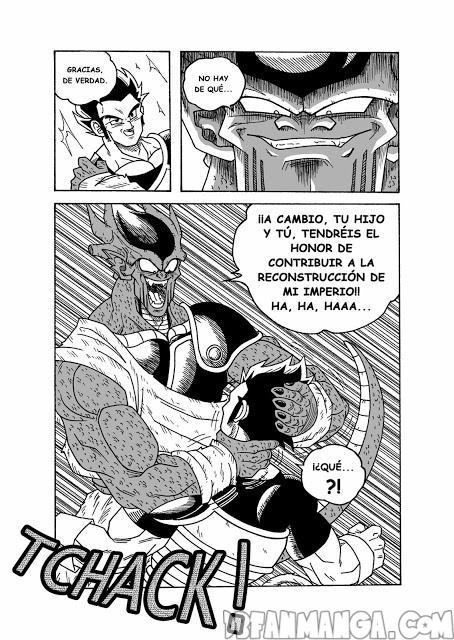 GRACIAS,
DE VERDAD.
NO HAY
DE QUÉ...
¡¡A CAMBIO, TU HIJO
Y TÚ, TENDRÉIS EL
HONOR DE
CONTRIBUIR A LA
RECONSTRUCCIÓN DE
MI IMPERIO!!
HA, HA, HAAA...
¡¿QUÉ...
?!
TCHACK!
DBFANMANGA.COM